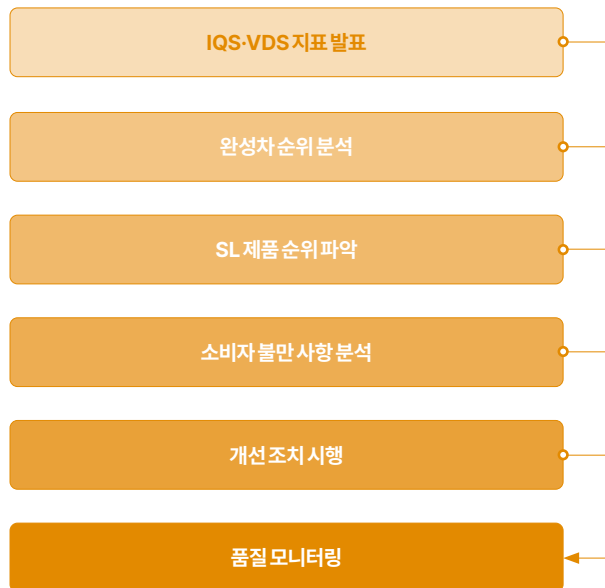 IQS·VDS 지표 발표
완성차 순위 분석
SL 제품 순위 파악
소비자 불만 사항 분석
개선 조치 시행
품질 모니터링